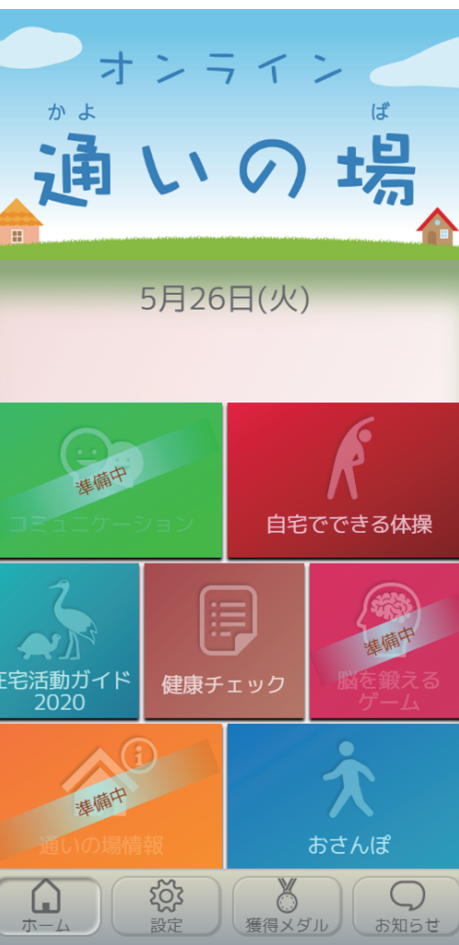 オンライン
かよ ば
通いの場
5月26日(火)
準備中
コミュニケーション
自宅でできる体操
宅活動ガイド
2020
健康チェック
準備中
脳を鍛える
ゲーム
準備中
通いの場情報
おさんぽ
ホーム
設定
獲得メダル
お知らせ